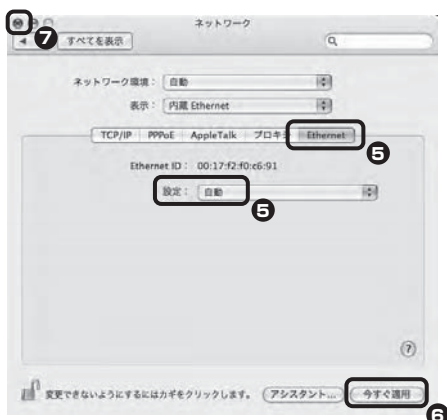 ネットワーク
❼
すべてを表示
ネットワーク環境： 自動
表示： 内蔵 Ethernet
TCP/IP PPPoE AppleTalk プロキシ Ethernet
❺
Ethernet ID： 00:17:f2:f0:c6:91
設定： 自動
❺
?
変更できないようにするにはカギをクリックします。 アシスタント... 今すぐ適用
❻